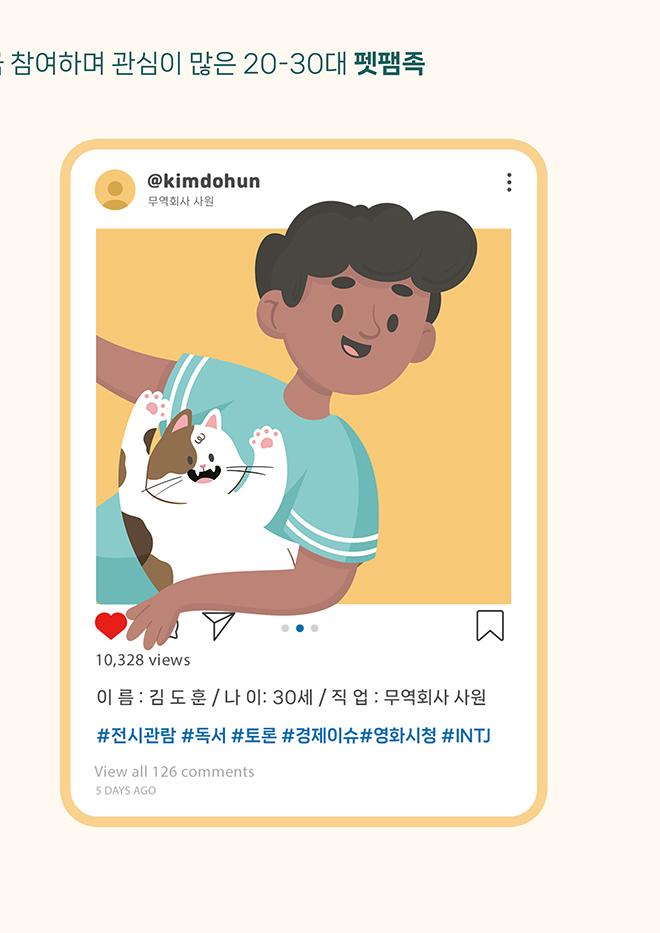 참여하며 관심이 많은 20-30대 펫팸족
@kimdohun
무역회사 사원
10,328 views
이 름 : 김 도 훈 / 나 이: 30세 / 직 업 : 무역회사 사원
#전시관람 #독서 #토론 #경제이슈#영화시청 #INTJ
View all 126 comments
5 DAYS AGO